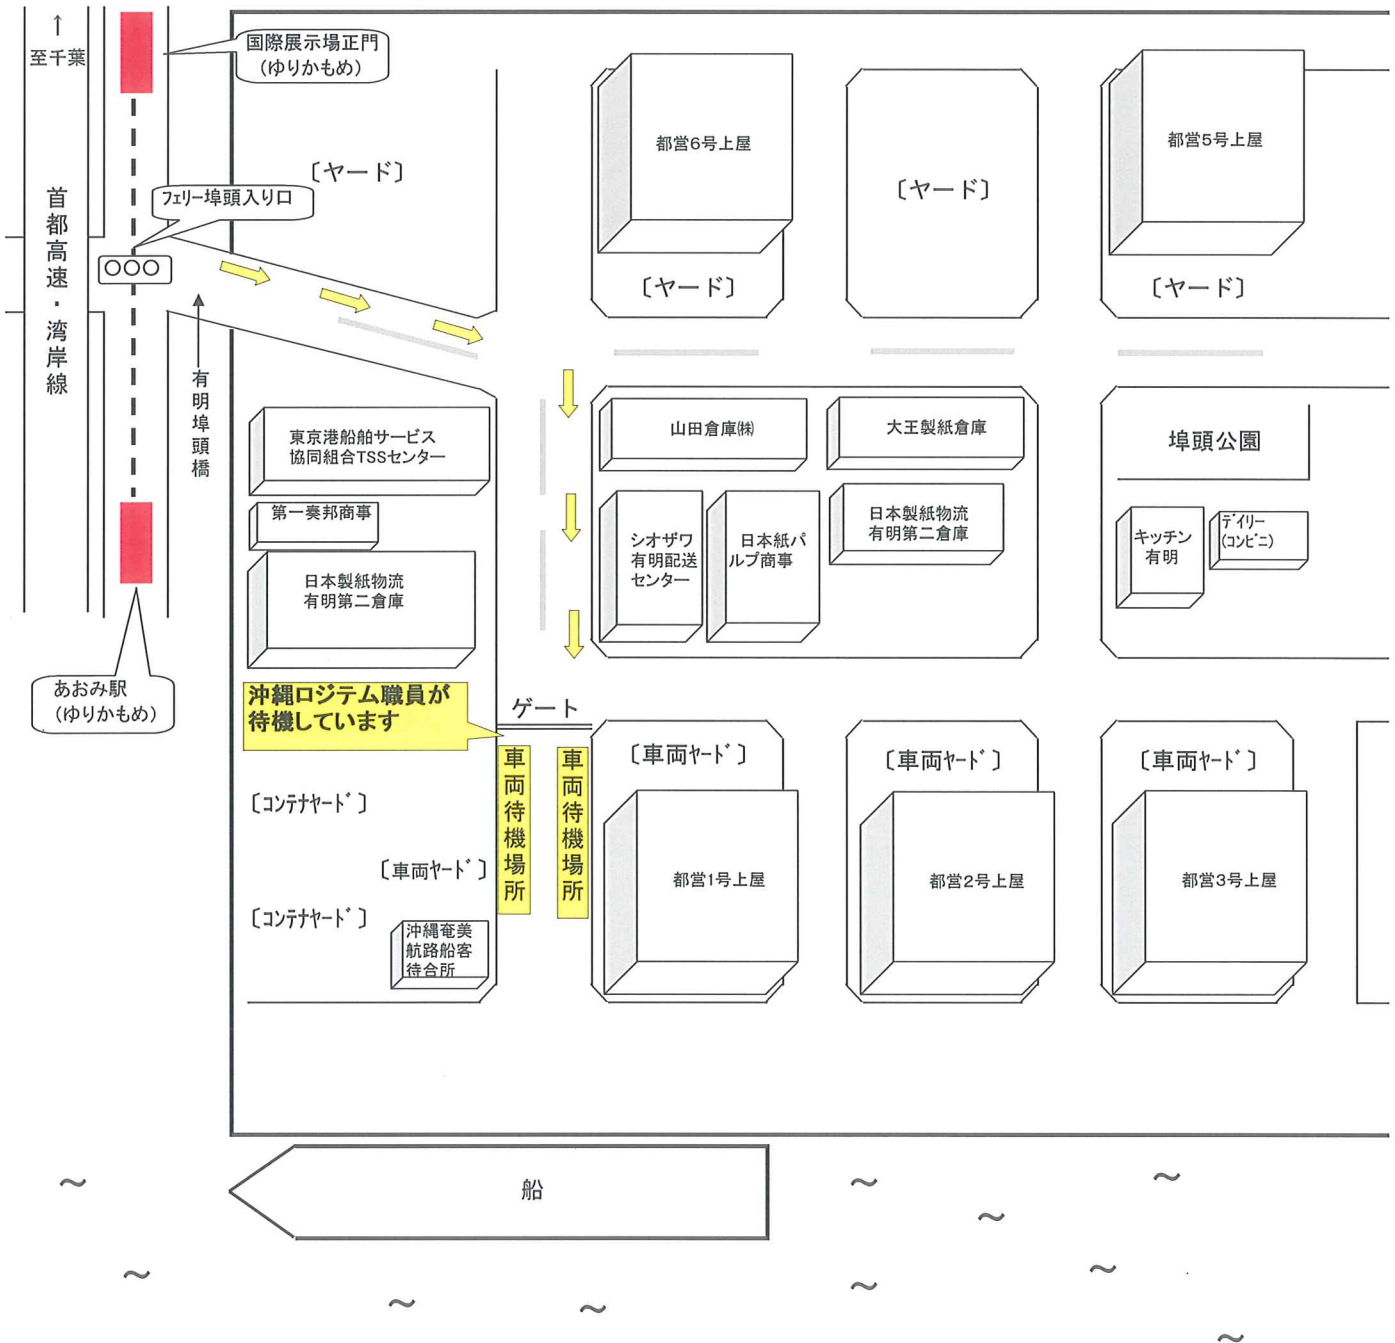 ↑
至千葉
国際展示場正門
(ゆりかもめ)
首都高速・湾岸線
フェリー埠頭入り口
有明埠頭橋
あおみ駅
(ゆりかもめ)
〔ヤード〕
都営6号上屋
〔ヤード〕
〔ヤード〕
都営5号上屋
〔ヤード〕
東京港船舶サービス
協同組合TSSセンター
第一奏邦商事
日本製紙物流
有明第二倉庫
山田倉庫㈱
大王製紙倉庫
シオザワ
有明配送
センター
日本紙パ
ルプ商事
日本製紙物流
有明第二倉庫
埠頭公園
キッチン
有明
デイリー
(コンビニ)
沖縄ロジテム職員が
待機しています
ゲート
車両待機場所
車両待機場所
〔コンテナヤード〕
〔車両ヤード〕
〔コンテナヤード〕
沖縄奄美
航路船客
待合所
〔車両ヤード〕
都営1号上屋
〔車両ヤード〕
都営2号上屋
〔車両ヤード〕
都営3号上屋
船